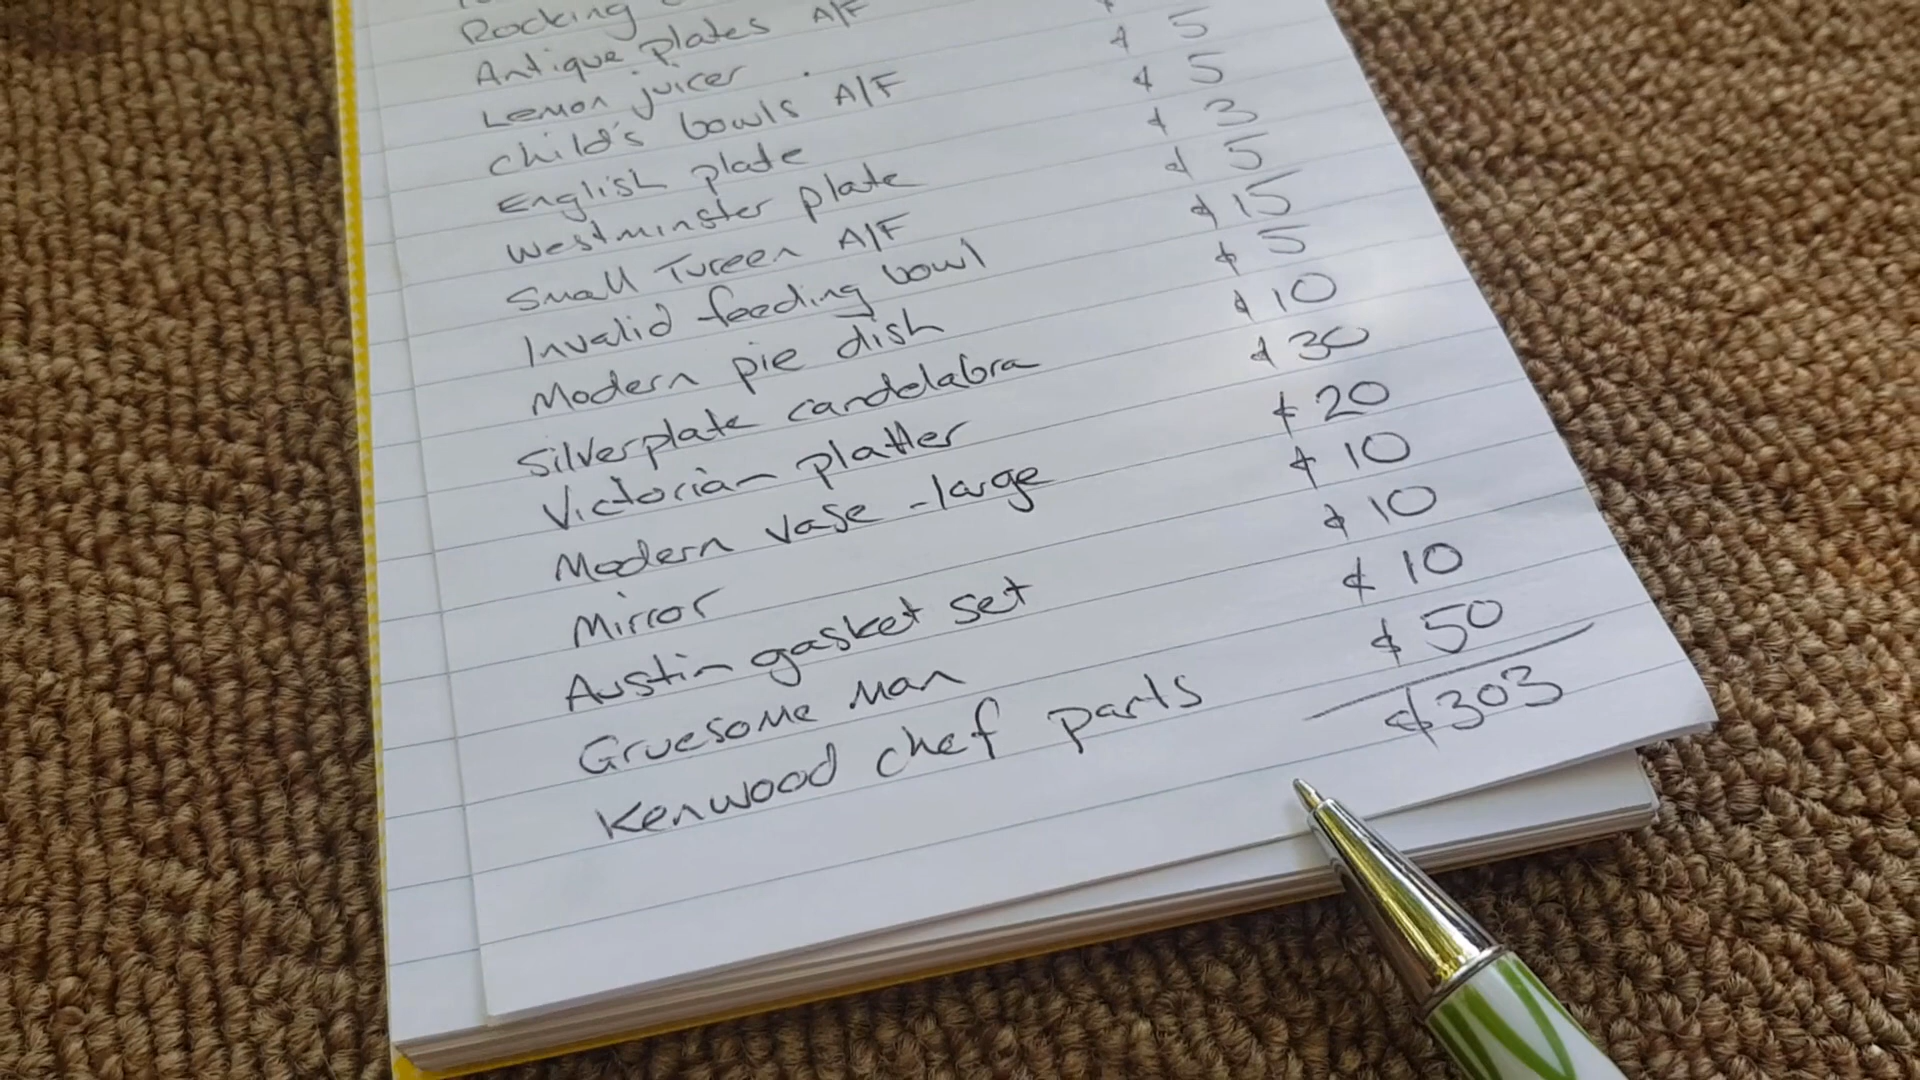 Rocking
Antique plates A/F
Lemon juicer
Child's bowls A/F $ 5
English plate $ 5
Westminster plate $ 3
Small Tureen A/F $ 5
Invalid feeding bowl $ 15
Modern pie dish $ 5
Silverplate candelabra $ 10
Victorian platter $ 30
Modern vase - large $ 20
Mirror $ 10
Austin gasket set $ 10
Gruesome Man $ 10
Kenwood chef parts $ 50
$303